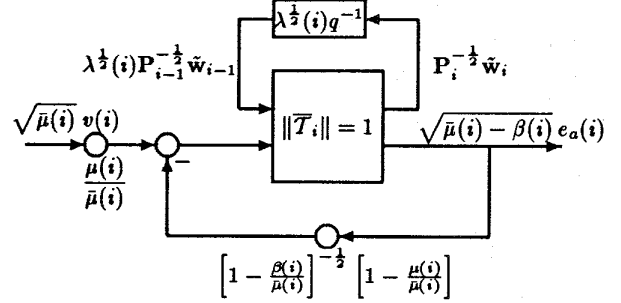 λ^{1/2}(i)q^{-1}
λ^{1/2}(i)P_{i-1}^{-1/2} w̃_{i-1}
P_i^{-1/2} w̃_i
√μ̄(i) v(i)
‖𝒯̅_i‖ = 1
√(μ̄(i) − β(i)) e_a(i)
−
μ(i)/μ̄(i)
[1 − β(i)/μ̄(i)]^{-1/2} [1 − μ(i)/μ̄(i)]